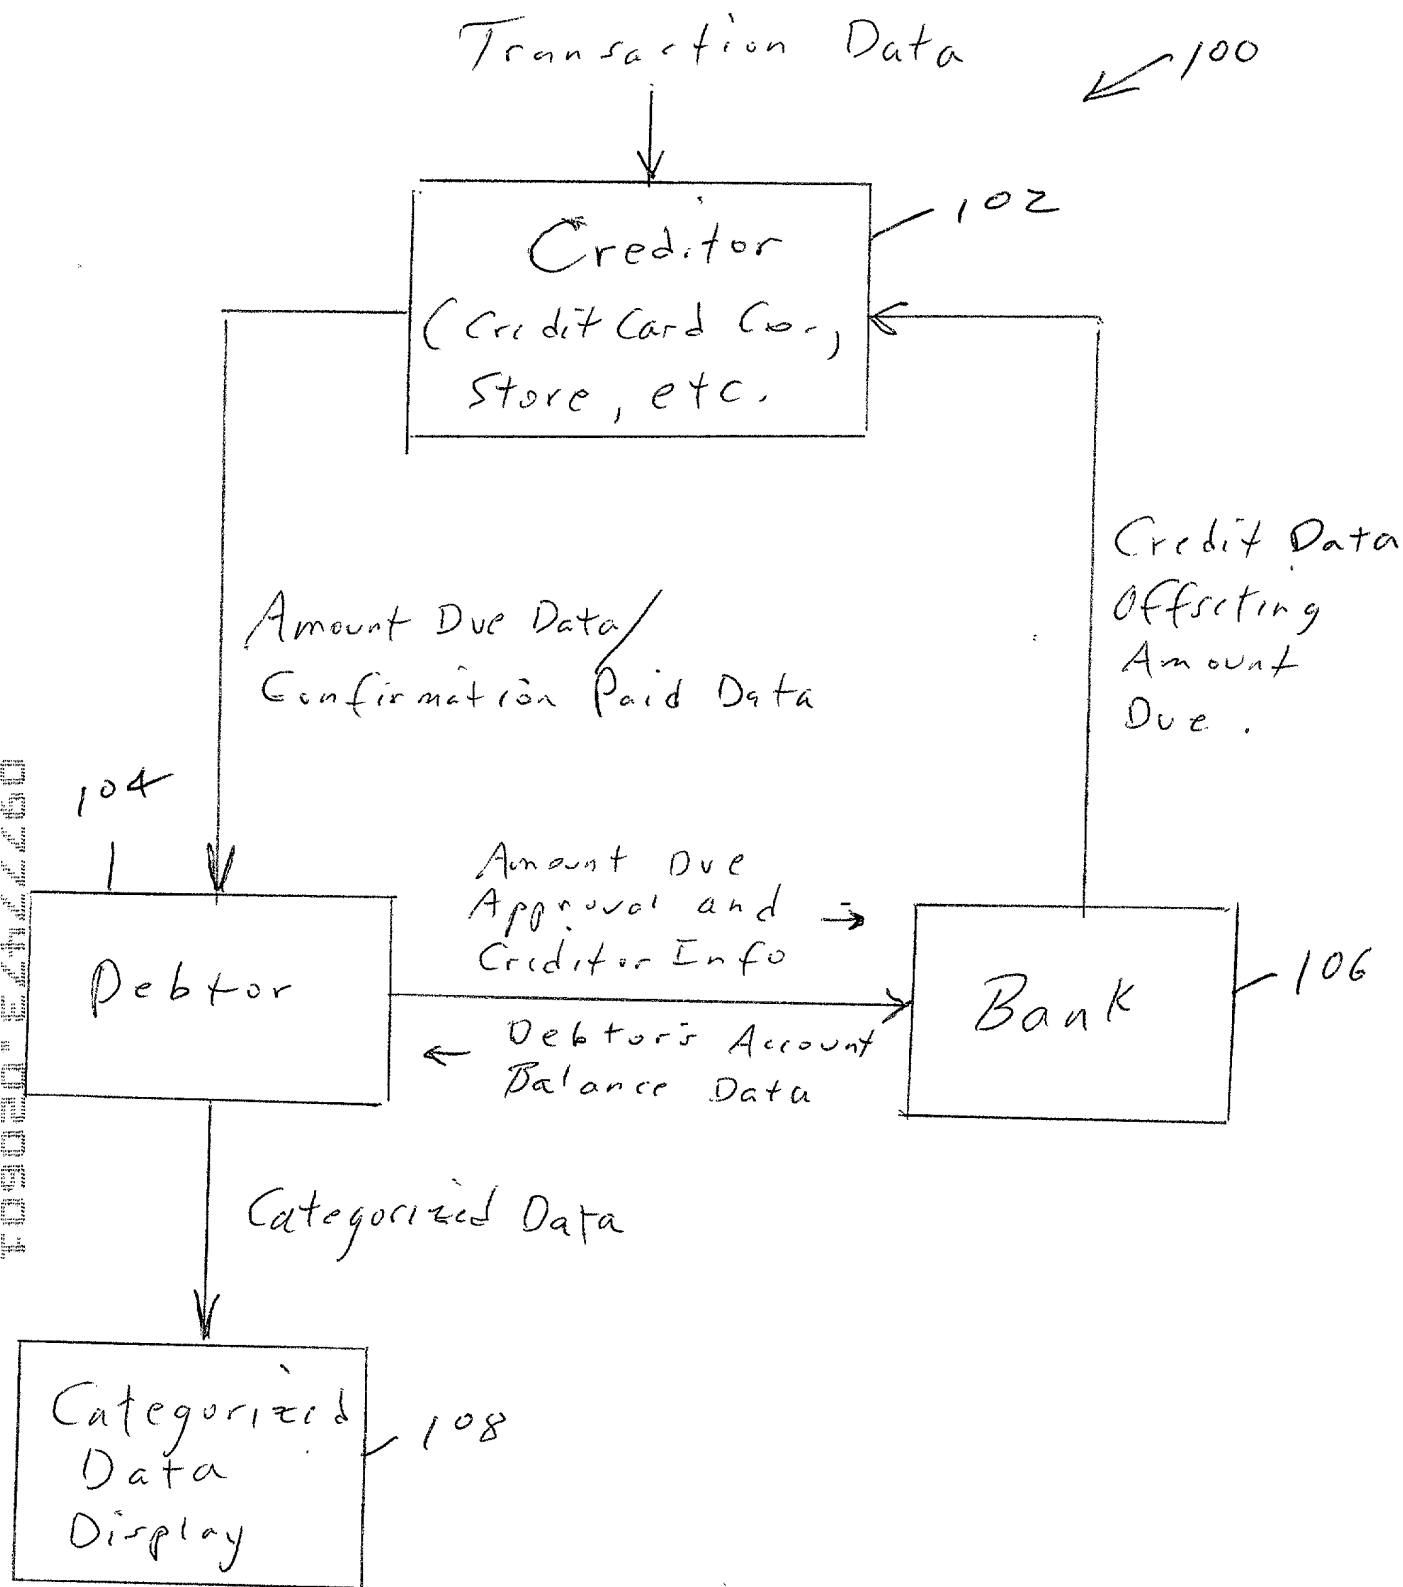 Transaction Data
100
102
Creditor
(Credit Card Co.,
Store, etc.
Credit Data
Offseting
Amount
Due.
Amount Due Data/
Confirmation Paid Data
104
Amount Due
Approval and →
Creditor Info
Debtor
Bank
106
← Debtor's Account
Balance Data
Categorized Data
Categorized
Data
Display
108